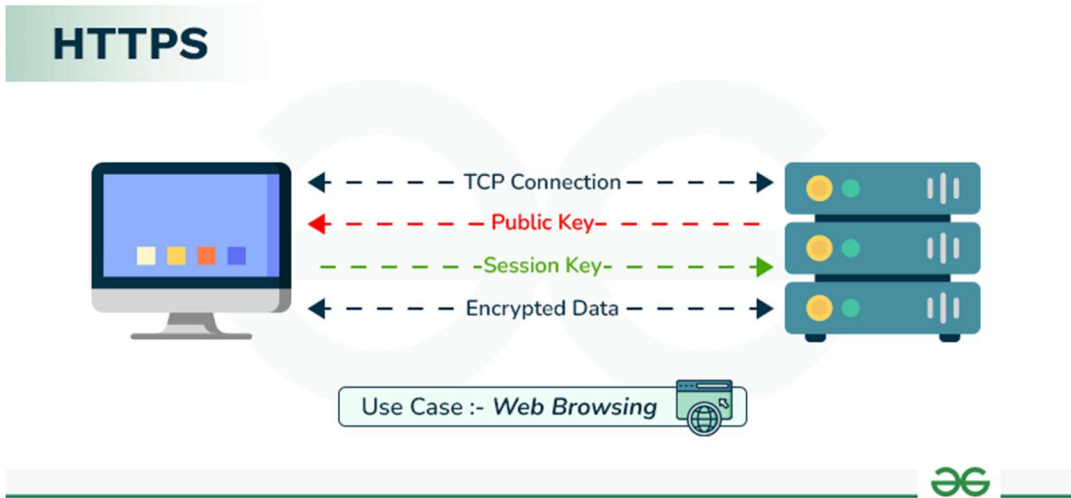 HTTPS
TCP Connection
Public Key
Session Key
Encrypted Data
Use Case :- Web Browsing